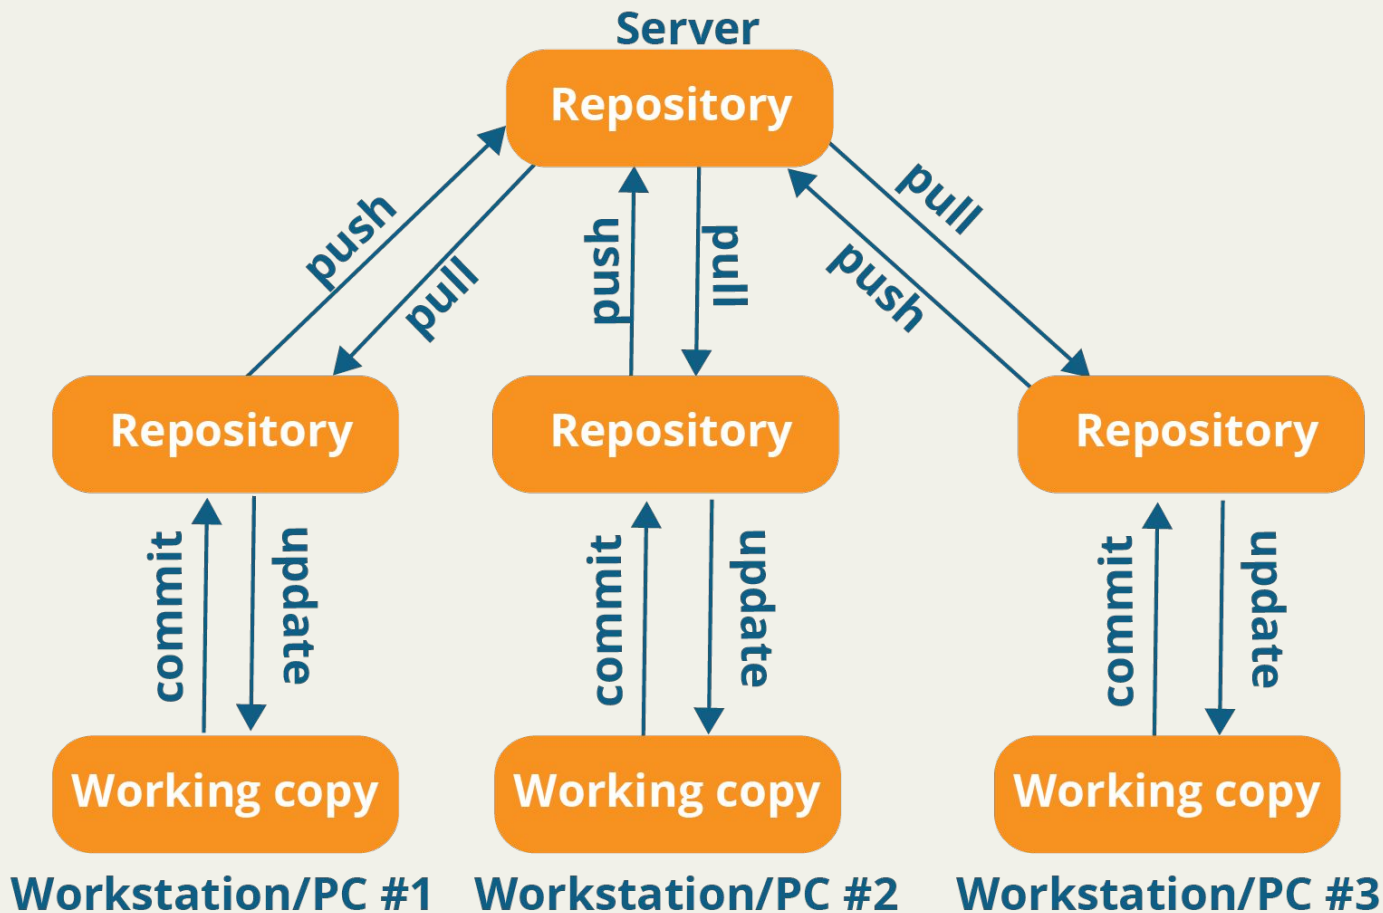 Server
Repository
push
pull
push
pull
push
pull
Repository
Repository
Repository
commit
update
commit
update
commit
update
Working copy
Working copy
Working copy
Workstation/PC #1
Workstation/PC #2
Workstation/PC #3